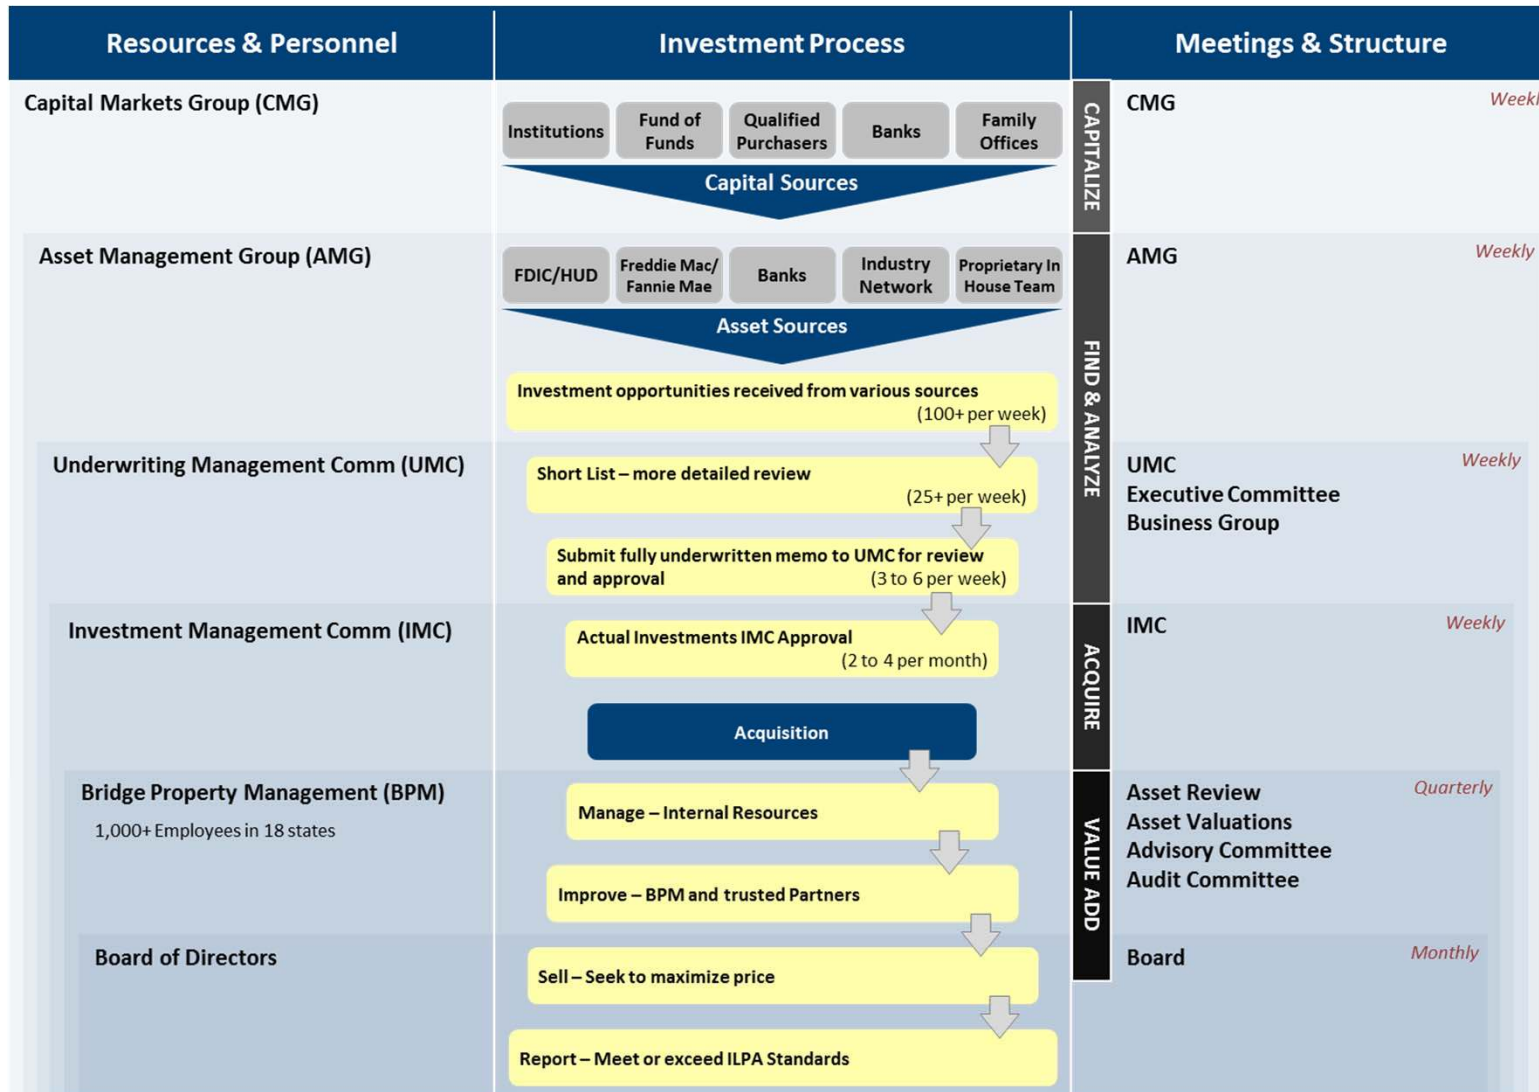 Resources & Personnel
Investment Process
Meetings & Structure
Capital Markets Group (CMG)
Institutions
Fund of
Funds
Qualified
Purchasers
Banks
Family
Offices
Capital Sources
CAPITALIZE
CMG
Weekl
Asset Management Group (AMG)
FDIC/HUD
Freddie Mac/
Fannie Mae
Banks
Industry
Network
Proprietary In
House Team
Asset Sources
Investment opportunities received from various sources
(100+ per week)
FIND & ANALYZE
AMG
Weekly
Underwriting Management Comm (UMC)
Short List – more detailed review
(25+ per week)
Submit fully underwritten memo to UMC for review
and approval (3 to 6 per week)
UMC
Weekly
Executive Committee
Business Group
Investment Management Comm (IMC)
Actual Investments IMC Approval
(2 to 4 per month)
Acquisition
ACQUIRE
IMC
Weekly
Bridge Property Management (BPM)
1,000+ Employees in 18 states
Manage – Internal Resources
Improve – BPM and trusted Partners
VALUE ADD
Asset Review
Quarterly
Asset Valuations
Advisory Committee
Audit Committee
Board of Directors
Sell – Seek to maximize price
Report – Meet or exceed ILPA Standards
Board
Monthly